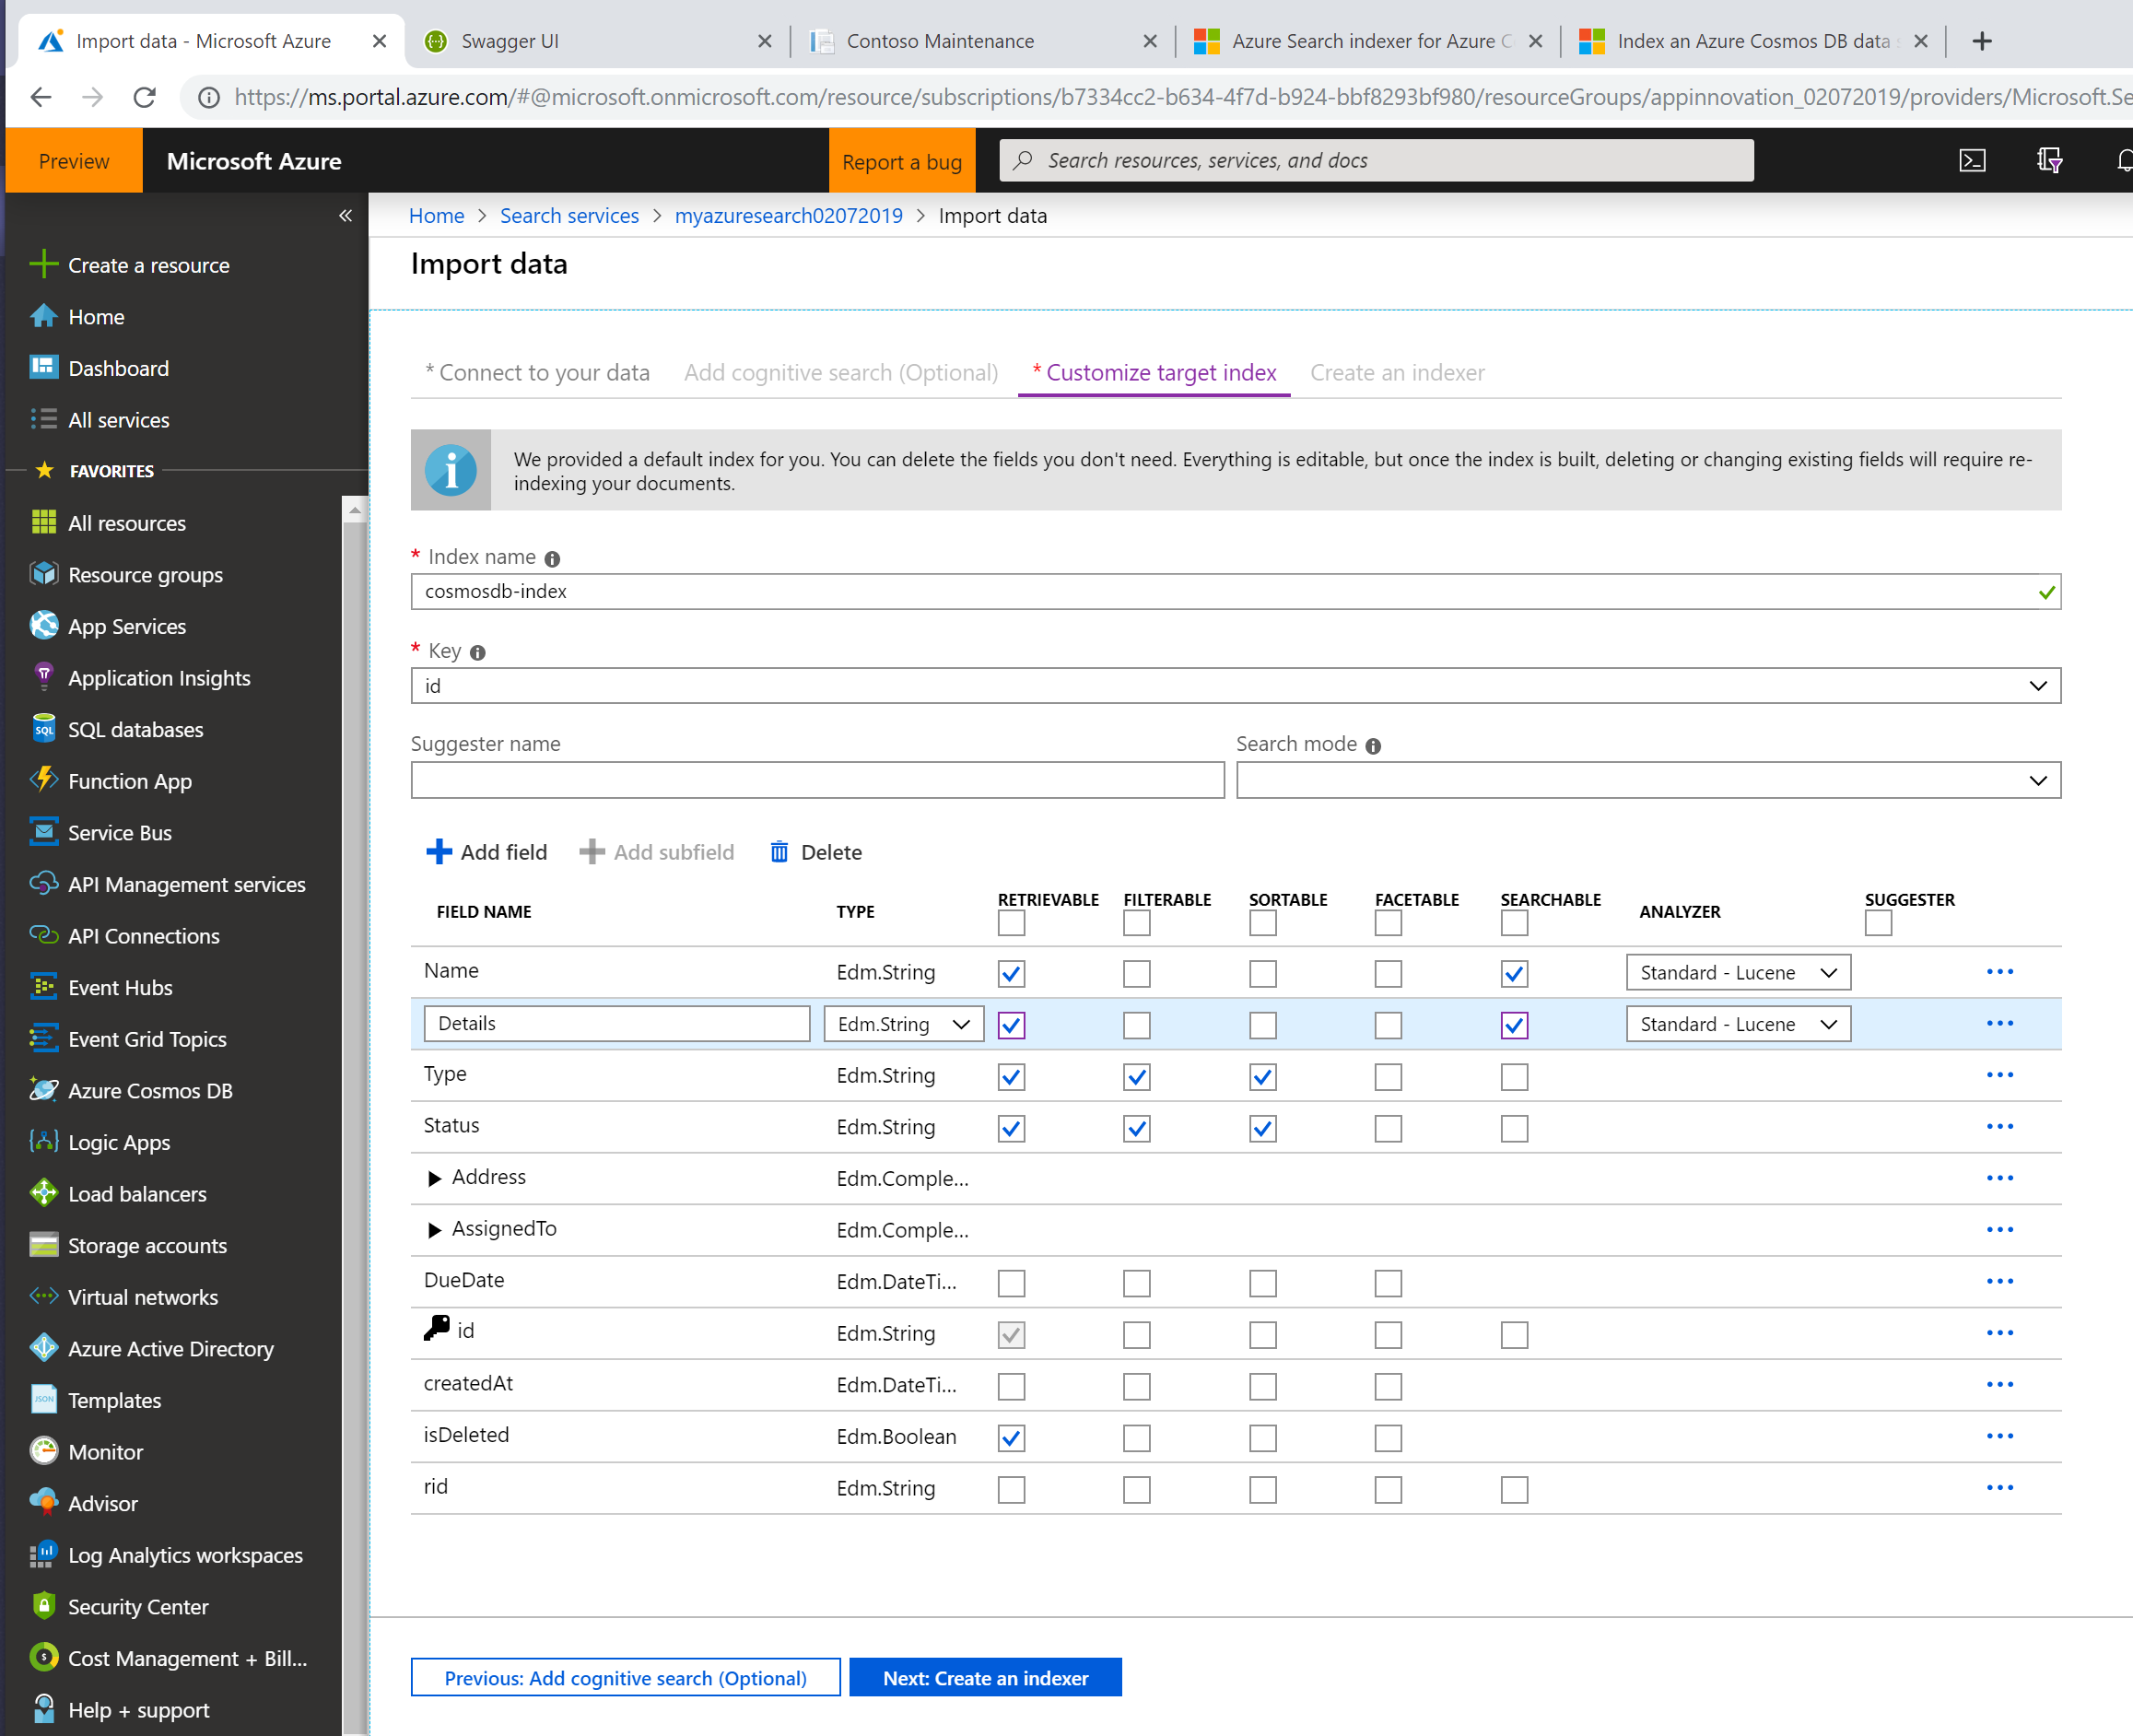 Import data - Microsoft Azure
Swagger UI
Contoso Maintenance
Azure Search indexer for Azure C
Index an Azure Cosmos DB data
https://ms.portal.azure.com/#@microsoft.onmicrosoft.com/resource/subscriptions/b7334cc2-b634-4f7d-b924-bbf8293bf980/resourceGroups/appinnovation_02072019/providers/Microsoft.Se
Preview
Microsoft Azure
Report a bug
Search resources, services, and docs
«
Create a resource
Home
Dashboard
All services
FAVORITES
All resources
Resource groups
App Services
Application Insights
SQL databases
Function App
Service Bus
API Management services
API Connections
Event Hubs
Event Grid Topics
Azure Cosmos DB
Logic Apps
Load balancers
Storage accounts
Virtual networks
Azure Active Directory
Templates
Monitor
Advisor
Log Analytics workspaces
Security Center
Cost Management + Bill...
Help + support
Home > Search services > myazuresearch02072019 > Import data
Import data
* Connect to your data Add cognitive search (Optional) * Customize target index Create an indexer
We provided a default index for you. You can delete the fields you don't need. Everything is editable, but once the index is built, deleting or changing existing fields will require re-
indexing your documents.
* Index name
cosmosdb-index
* Key
id
Suggester name Search mode
Add field Add subfield Delete
FIELD NAME TYPE RETRIEVABLE FILTERABLE SORTABLE FACETABLE SEARCHABLE ANALYZER SUGGESTER
Name Edm.String Standard - Lucene ...
Details Edm.String Standard - Lucene ...
Type Edm.String ...
Status Edm.String ...
Address Edm.Comple... ...
AssignedTo Edm.Comple... ...
DueDate Edm.DateTi... ...
id Edm.String ...
createdAt Edm.DateTi... ...
isDeleted Edm.Boolean ...
rid Edm.String ...
Previous: Add cognitive search (Optional) Next: Create an indexer